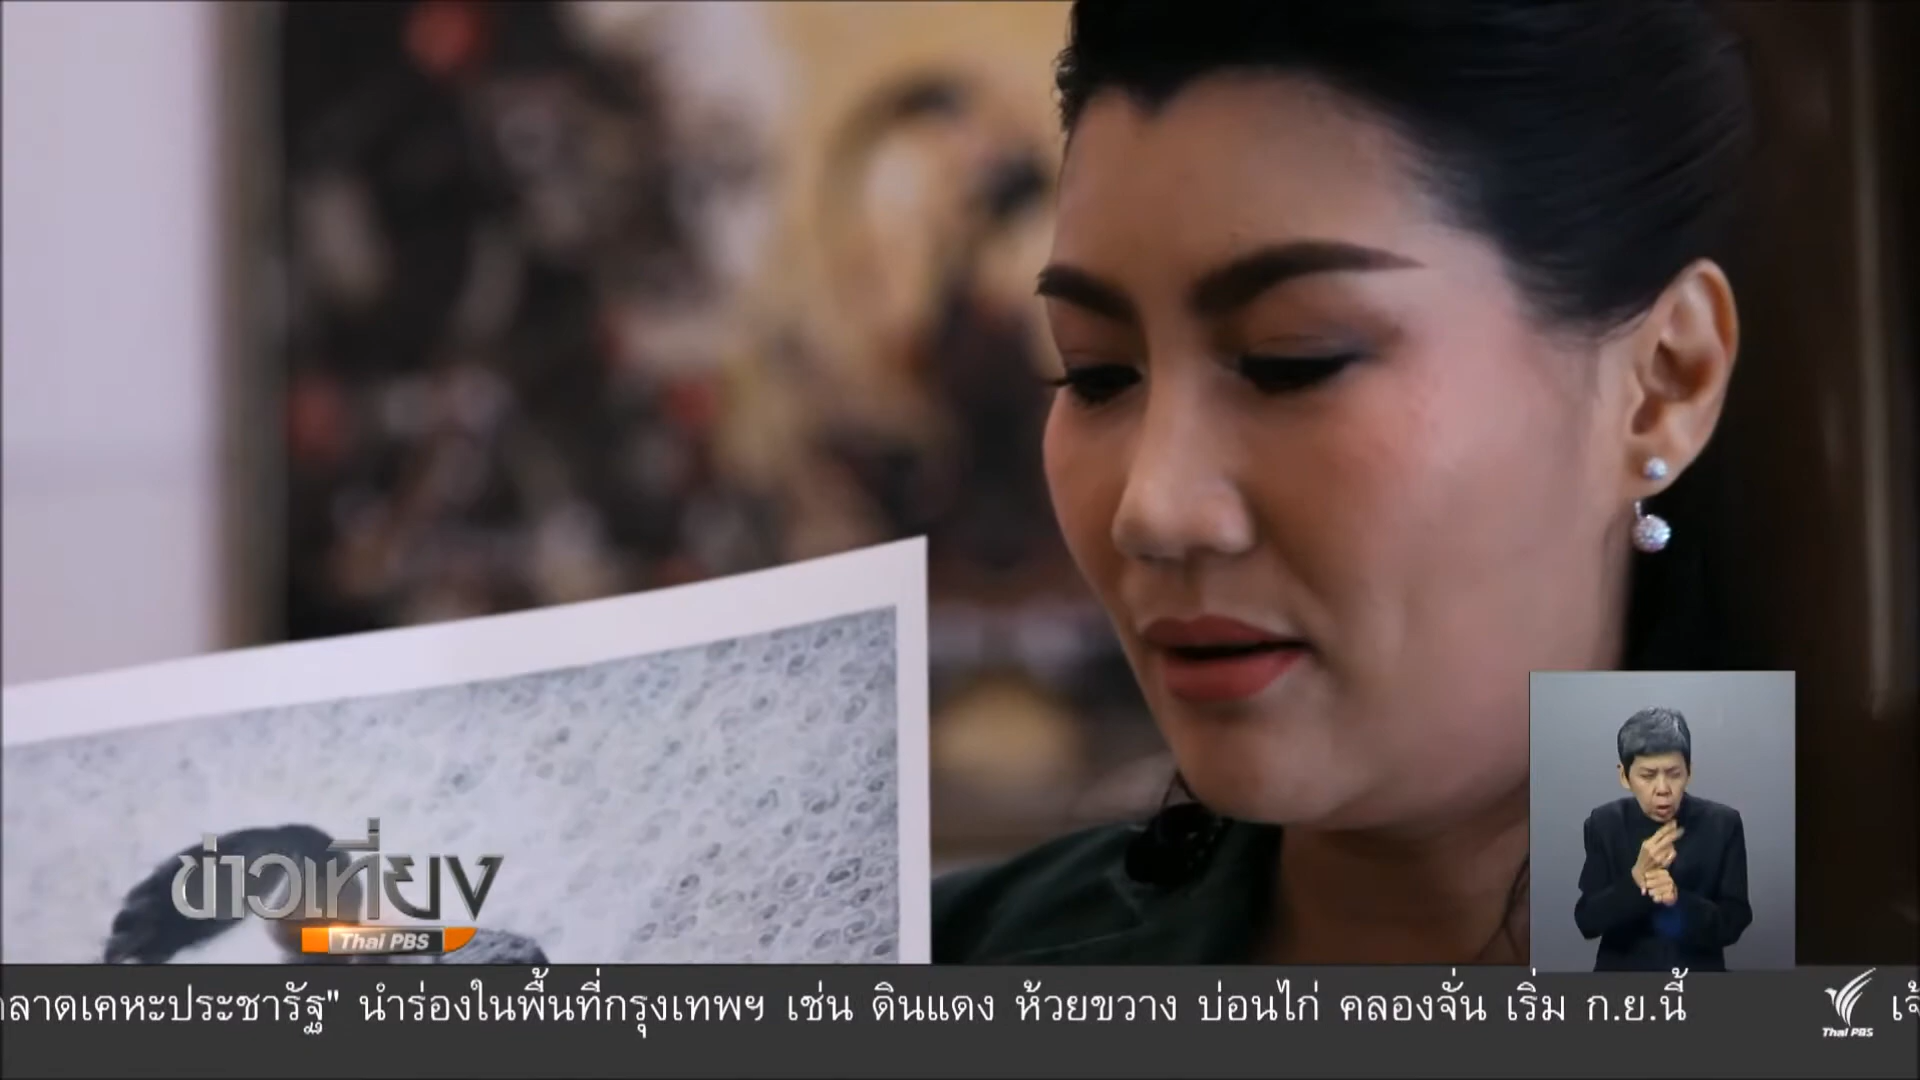 ข่าวเที่ยง
Thai PBS
ตลาดเคหะประชารัฐ" นำร่องในพื้นที่กรุงเทพฯ เช่น ดินแดง ห้วยขวาง บ่อนไก่ คลองจั่น เริ่ม ก.ย.นี้
Thai PBS